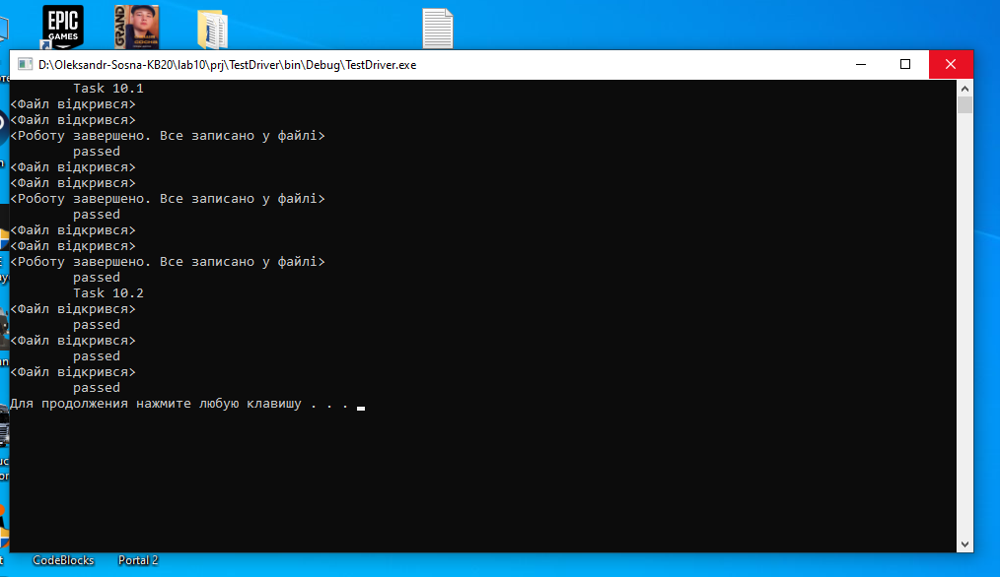 EPIC
GAMES
GRAND
D:\Oleksandr-Sosna-KB20\lab10\prj\TestDriver\bin\Debug\TestDriver.exe
Task 10.1
<Файл відкрився>
<Файл відкрився>
<Роботу завершено. Все записано у файлі>
passed
<Файл відкрився>
<Файл відкрився>
<Роботу завершено. Все записано у файлі>
passed
<Файл відкрився>
<Файл відкрився>
<Роботу завершено. Все записано у файлі>
passed
Task 10.2
<Файл відкрився>
passed
<Файл відкрився>
passed
<Файл відкрився>
passed
Для продолжения нажмите любую клавишу . . .
CodeBlocks
Portal 2